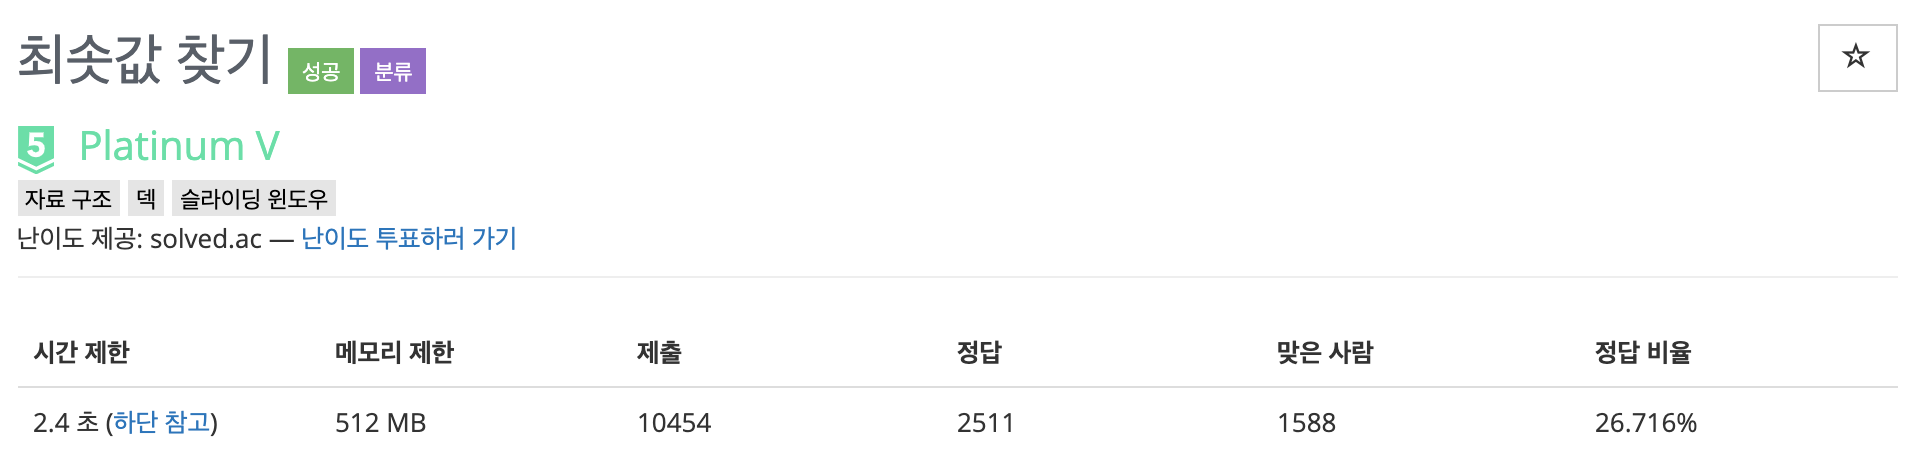 최솟값 찾기 성공 분류
☆
5 Platinum V
자료 구조 덱 슬라이딩 윈도우
난이도 제공: solved.ac — 난이도 투표하러 가기
시간 제한 메모리 제한 제출 정답 맞은 사람 정답 비율
2.4 초 (하단 참고) 512 MB 10454 2511 1588 26.716%